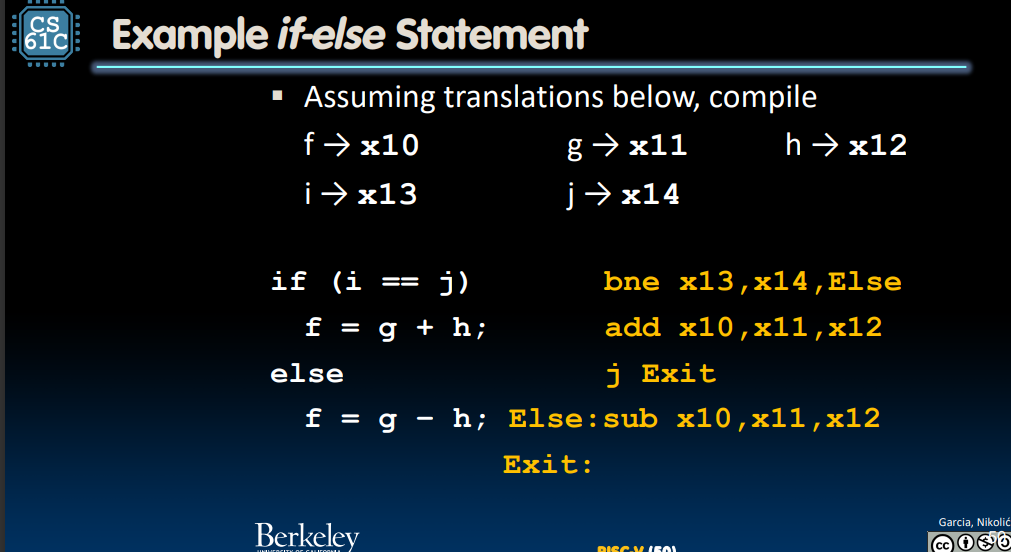 CS
61C
Example if-else Statement
▪ Assuming translations below, compile
f → x10 g → x11 h → x12
i → x13 j → x14
if (i == j) bne x13,x14,Else
f = g + h; add x10,x11,x12
else j Exit
f = g – h; Else:sub x10,x11,x12
Exit:
Berkeley
UNIVERSITY OF CALIFORNIA
RISC-V (50)
Garcia, Nikolić
cc